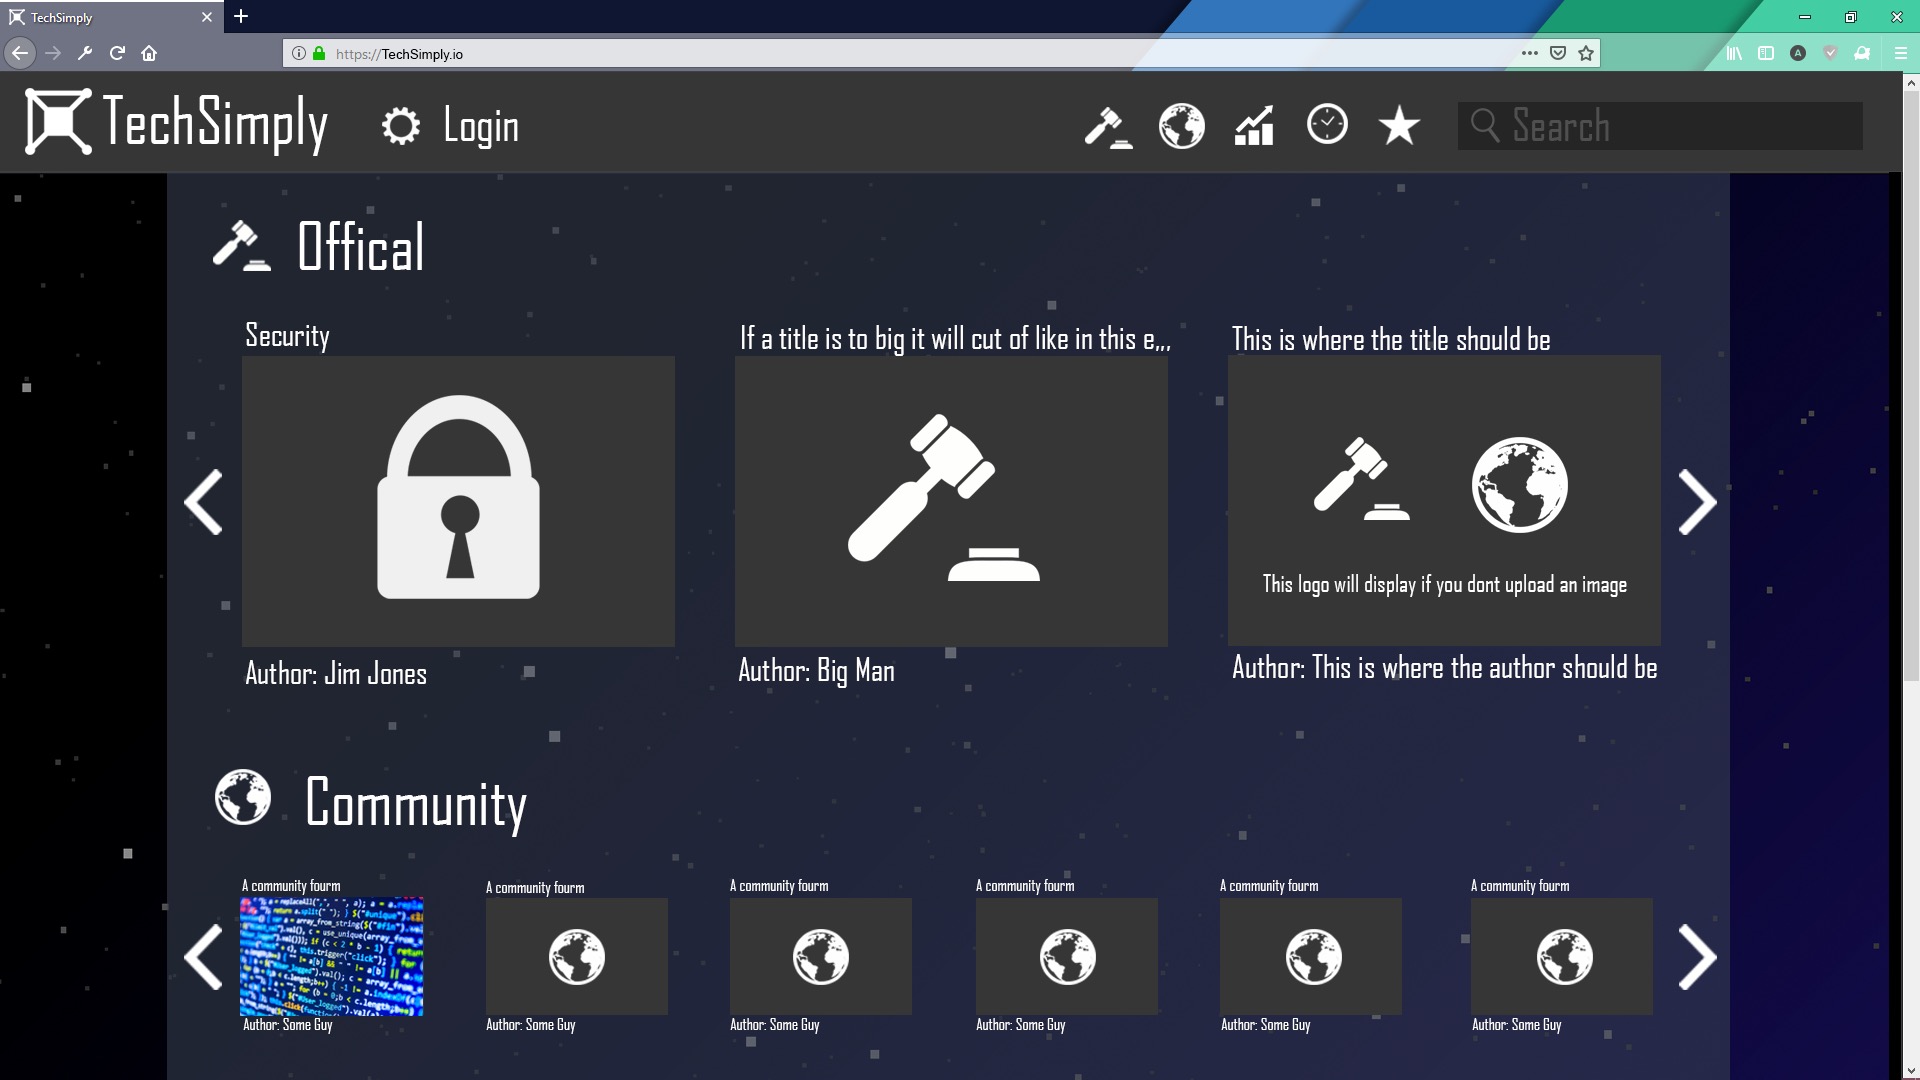 TechSimply
https://TechSimply.io
TechSimply
Login
Search
Offical
Security
If a title is to big it will cut of like in this e,,,
This is where the title should be
This logo will display if you dont upload an image
Author: Jim Jones
Author: Big Man
Author: This is where the author should be
Community
A community fourm
A community fourm
A community fourm
A community fourm
A community fourm
A community fourm
Author: Some Guy
Author: Some Guy
Author: Some Guy
Author: Some Guy
Author: Some Guy
Author: Some Guy